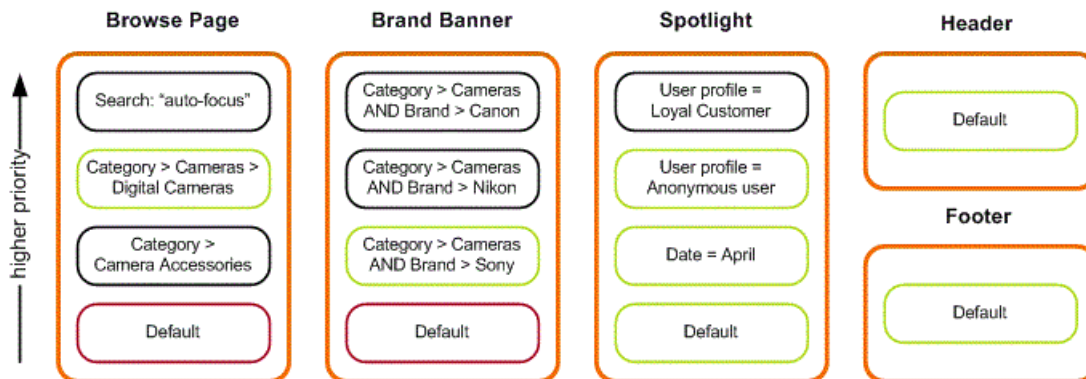 Browse Page
Brand Banner
Spotlight
Header
higher priority
Search: “auto-focus”
Category > Cameras >
Digital Cameras
Category >
Camera Accessories
Default
Category > Cameras
AND Brand > Canon
Category > Cameras
AND Brand > Nikon
Category > Cameras
AND Brand > Sony
Default
User profile =
Loyal Customer
User profile =
Anonymous user
Date = April
Default
Default
Footer
Default